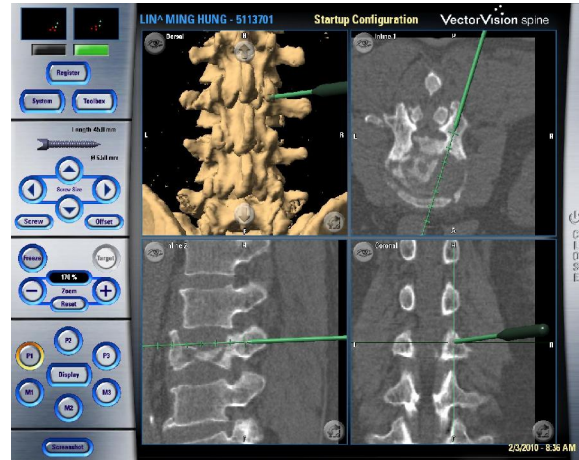 LIN^ MING HUNG - 5113701
Startup Configuration
VectorVision spine
Register
System
Toolbox
Length 45.0 mm
Screw Size
Screw
Offset
Freeze
Target
170 %
Zoom
Reset
P1
P2
P3
Display
M1
M2
M3
Screenshot
Dorsal
H
L
R
F
Inline 1
P
L
R
Inline 2
H
F
Coronal
H
L
R
F
CLOSE
2/3/2010 - 8:36 AM